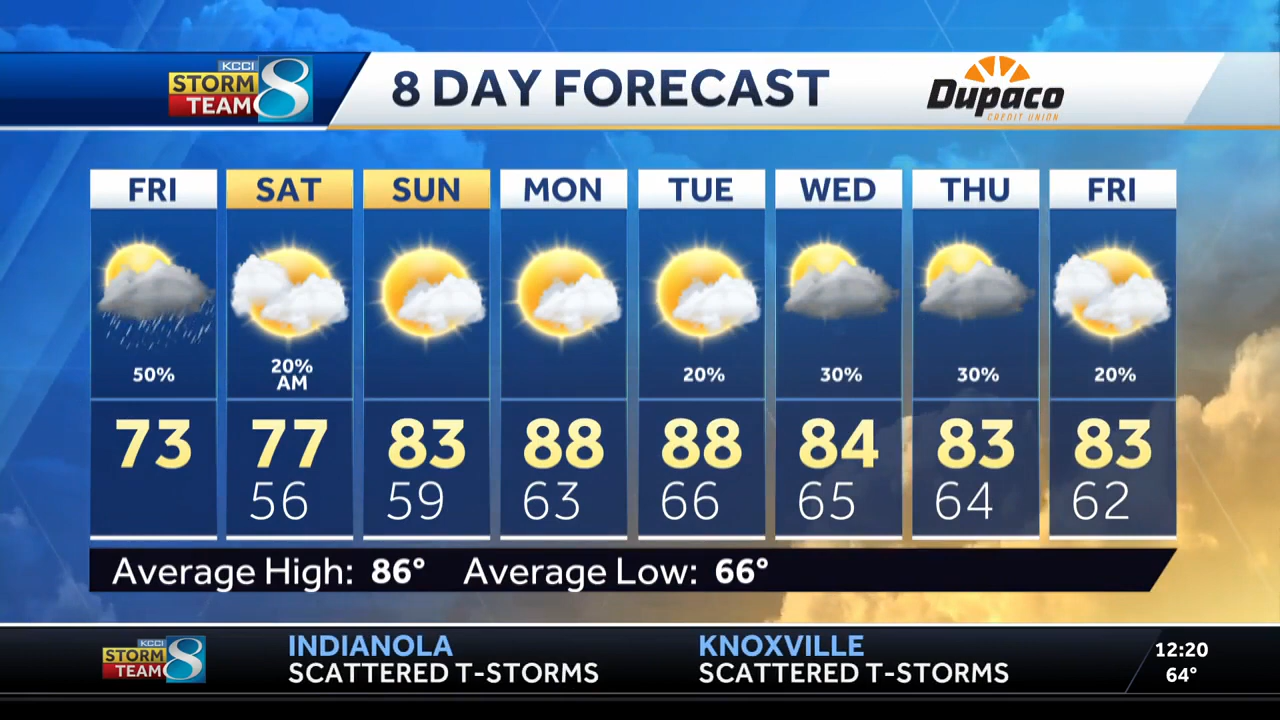 KCCI
STORM
TEAM 8
8 DAY FORECAST
Dupaco
CREDIT UNION
FRI SAT SUN MON TUE WED THU FRI
50% 20% 20% 30% 30% 20%
AM
73 77 83 88 88 84 83 83
56 59 63 66 65 64 62
Average High: 86° Average Low: 66°
KCCI
STORM
TEAM 8
INDIANOLA KNOXVILLE
SCATTERED T-STORMS SCATTERED T-STORMS
12:20
64°